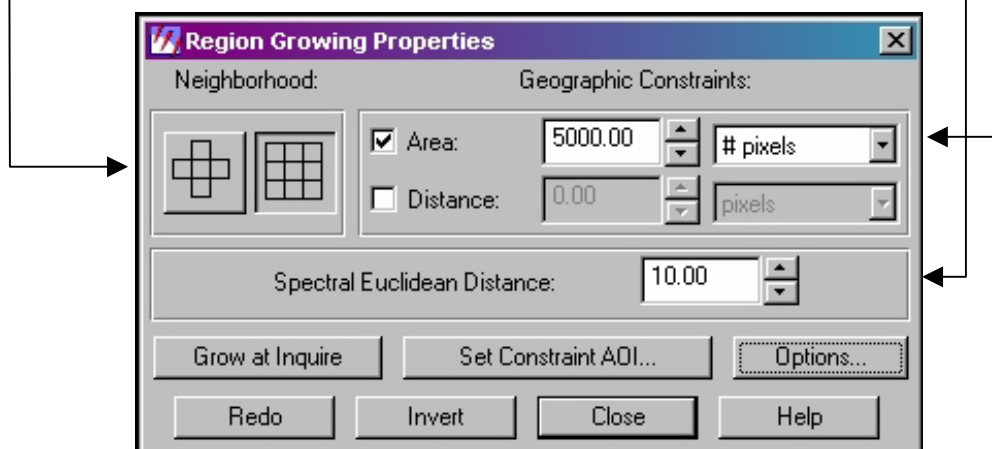 Region Growing Properties
Neighborhood: Geographic Constraints:
Area: 5000.00 # pixels
Distance: 0.00 pixels
Spectral Euclidean Distance: 10.00
Grow at Inquire Set Constraint AOI... Options...
Redo Invert Close Help